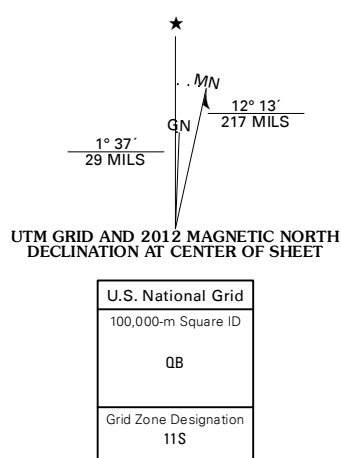 ★
MN
GN
12° 13´
217 MILS
1° 37´
29 MILS
UTM GRID AND 2012 MAGNETIC NORTH
DECLINATION AT CENTER OF SHEET
U.S. National Grid
100,000-m Square ID
QB
Grid Zone Designation
11S